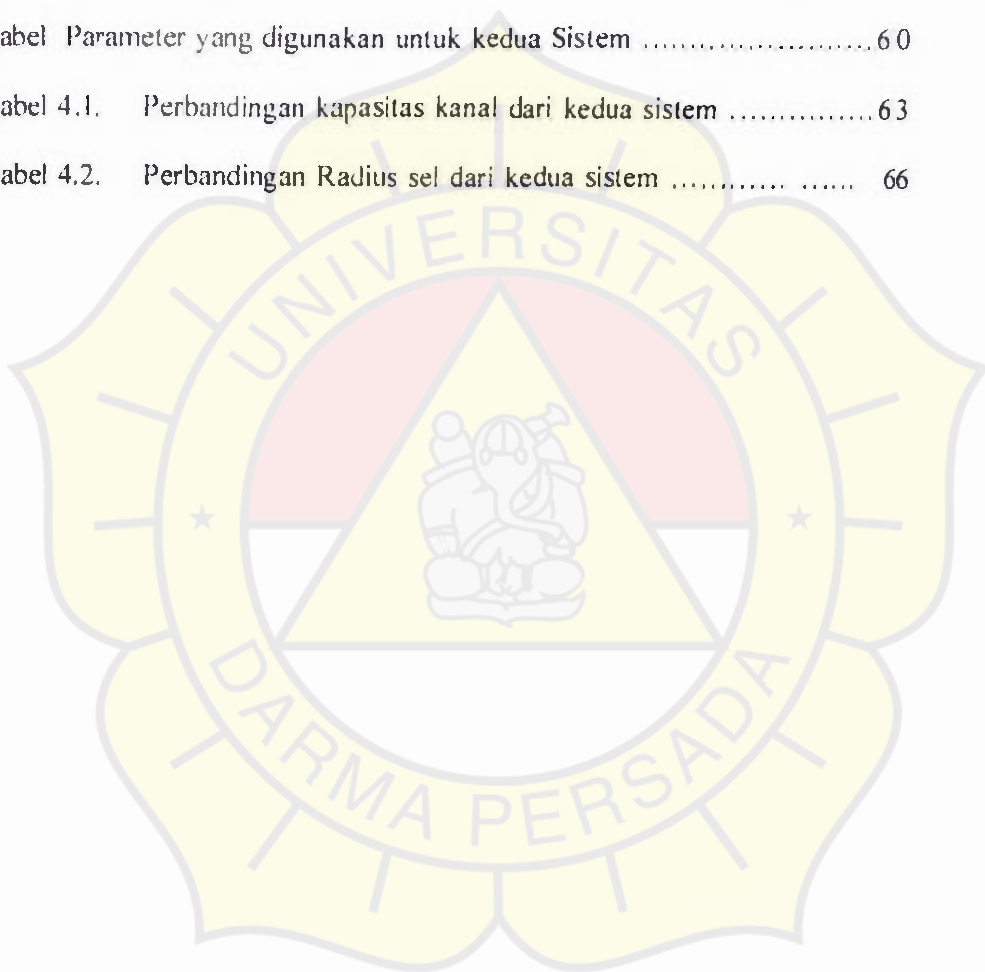 abel Parameter yang digunakan untuk kedua Sistem ........................60
abel 4.1. Perbandingan kapasitas kanal dari kedua sistem ...............63
abel 4.2. Perbandingan Radius sel dari kedua sistem ............ ...... 66
UNIVERSITAS
DARMA PERSADA